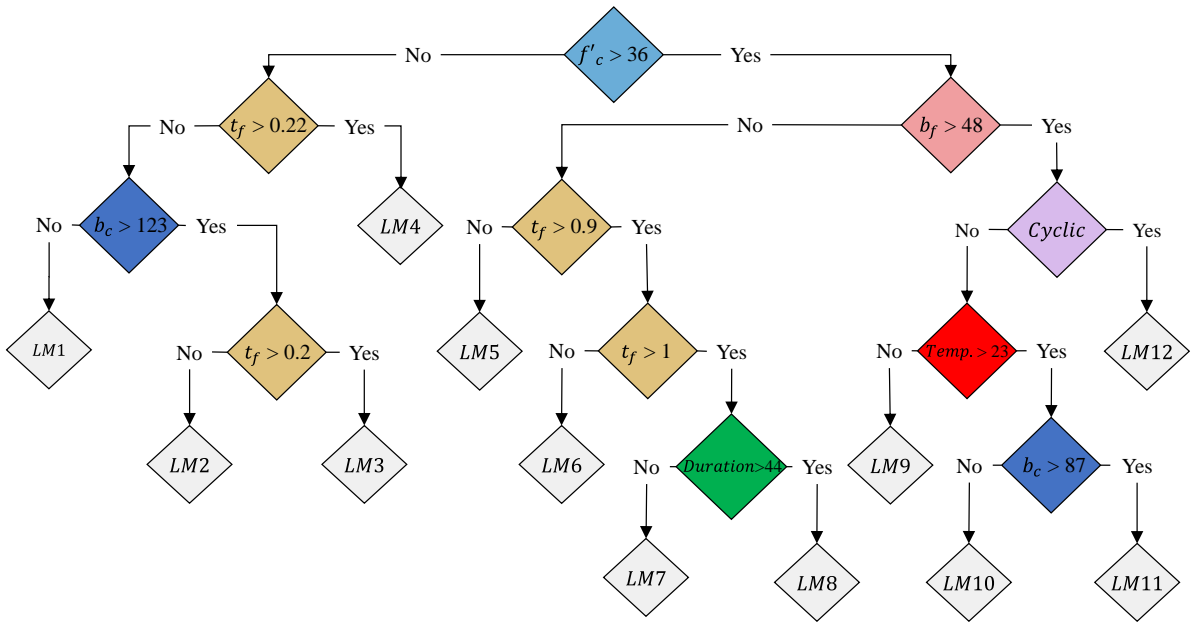 f'c > 36
No
Yes
tf > 0.22
bf > 48
No
Yes
No
Yes
bc > 123
LM4
tf > 0.9
Cyclic
No
Yes
No
Yes
No
Yes
LM1
tf > 0.2
LM5
tf > 1
Temp. > 23
LM12
No
Yes
No
Yes
No
Yes
LM2
LM3
LM6
Duration>44
LM9
bc > 87
No
Yes
No
Yes
LM7
LM8
LM10
LM11